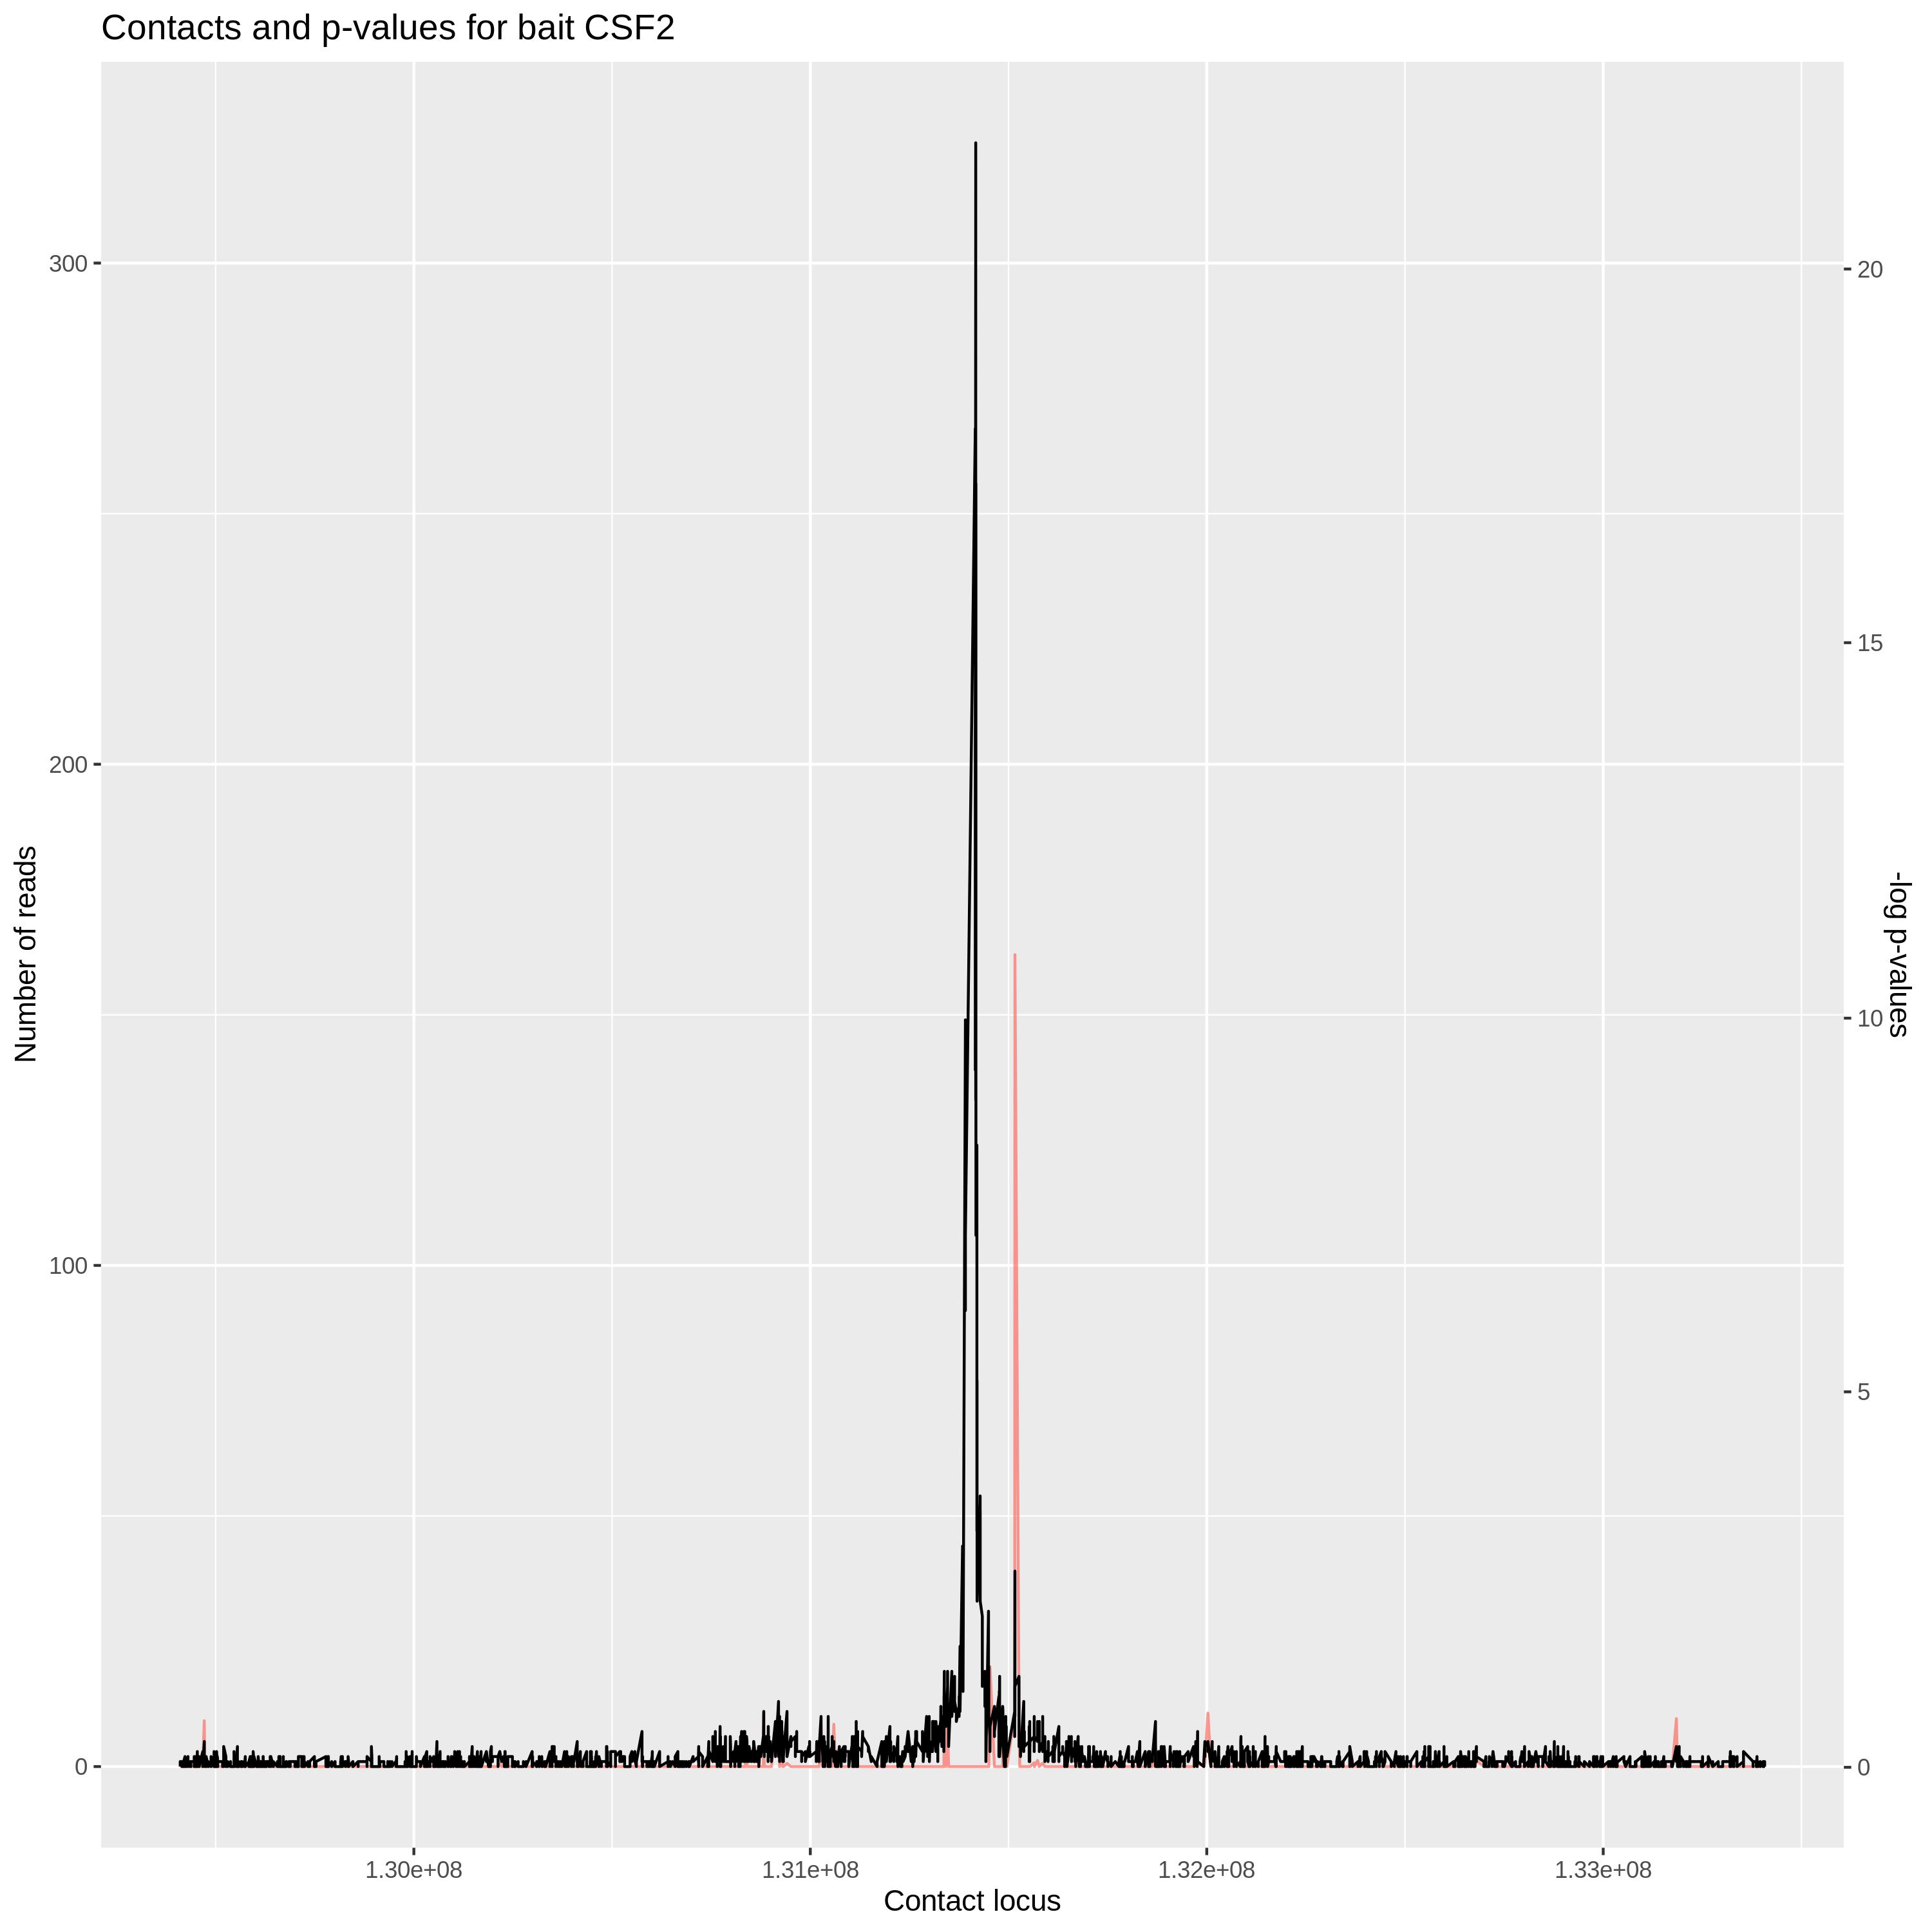 Contacts and p-values for bait CSF2
300
200
100
0
Number of reads
20
15
10
5
0
-log p-values
1.30e+08
1.31e+08
1.32e+08
1.33e+08
Contact locus